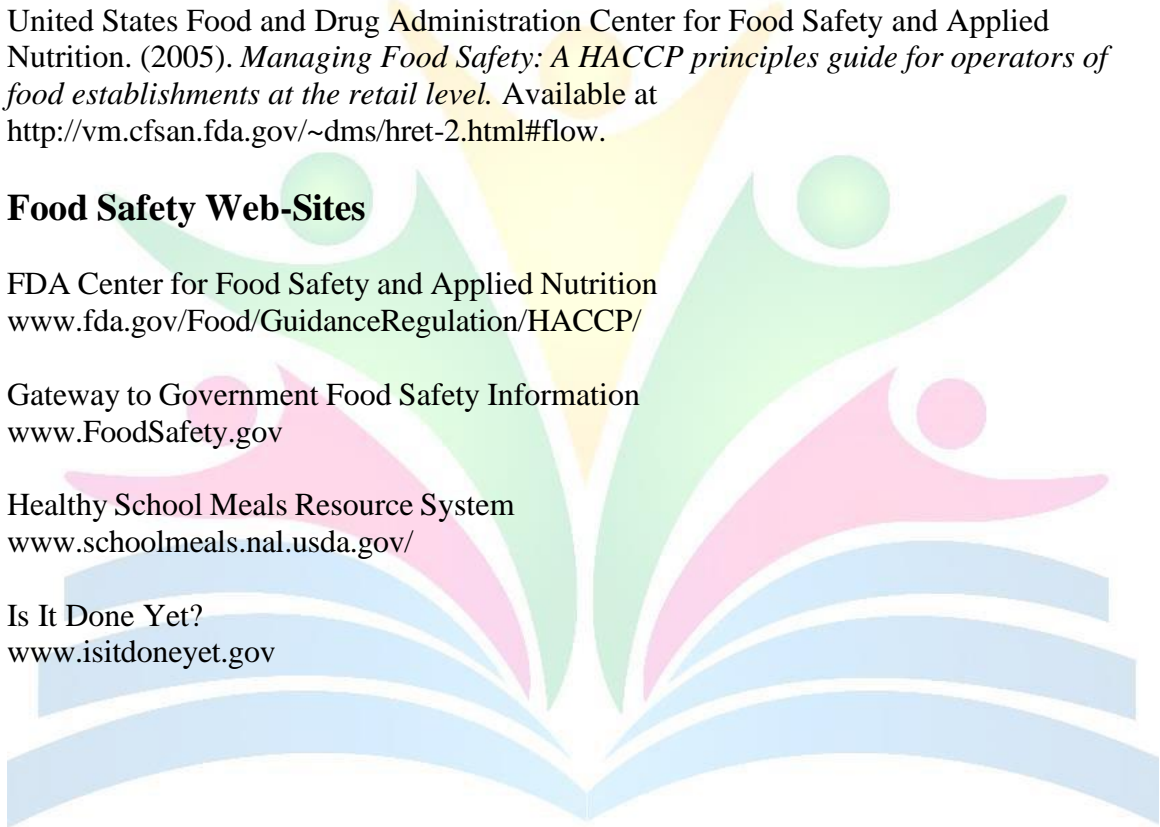 United States Food and Drug Administration Center for Food Safety and Applied
Nutrition. (2005). Managing Food Safety: A HACCP principles guide for operators of
food establishments at the retail level. Available at
http://vm.cfsan.fda.gov/~dms/hret-2.html#flow.
Food Safety Web-Sites
FDA Center for Food Safety and Applied Nutrition
www.fda.gov/Food/GuidanceRegulation/HACCP/
Gateway to Government Food Safety Information
www.FoodSafety.gov
Healthy School Meals Resource System
www.schoolmeals.nal.usda.gov/
Is It Done Yet?
www.isitdoneyet.gov